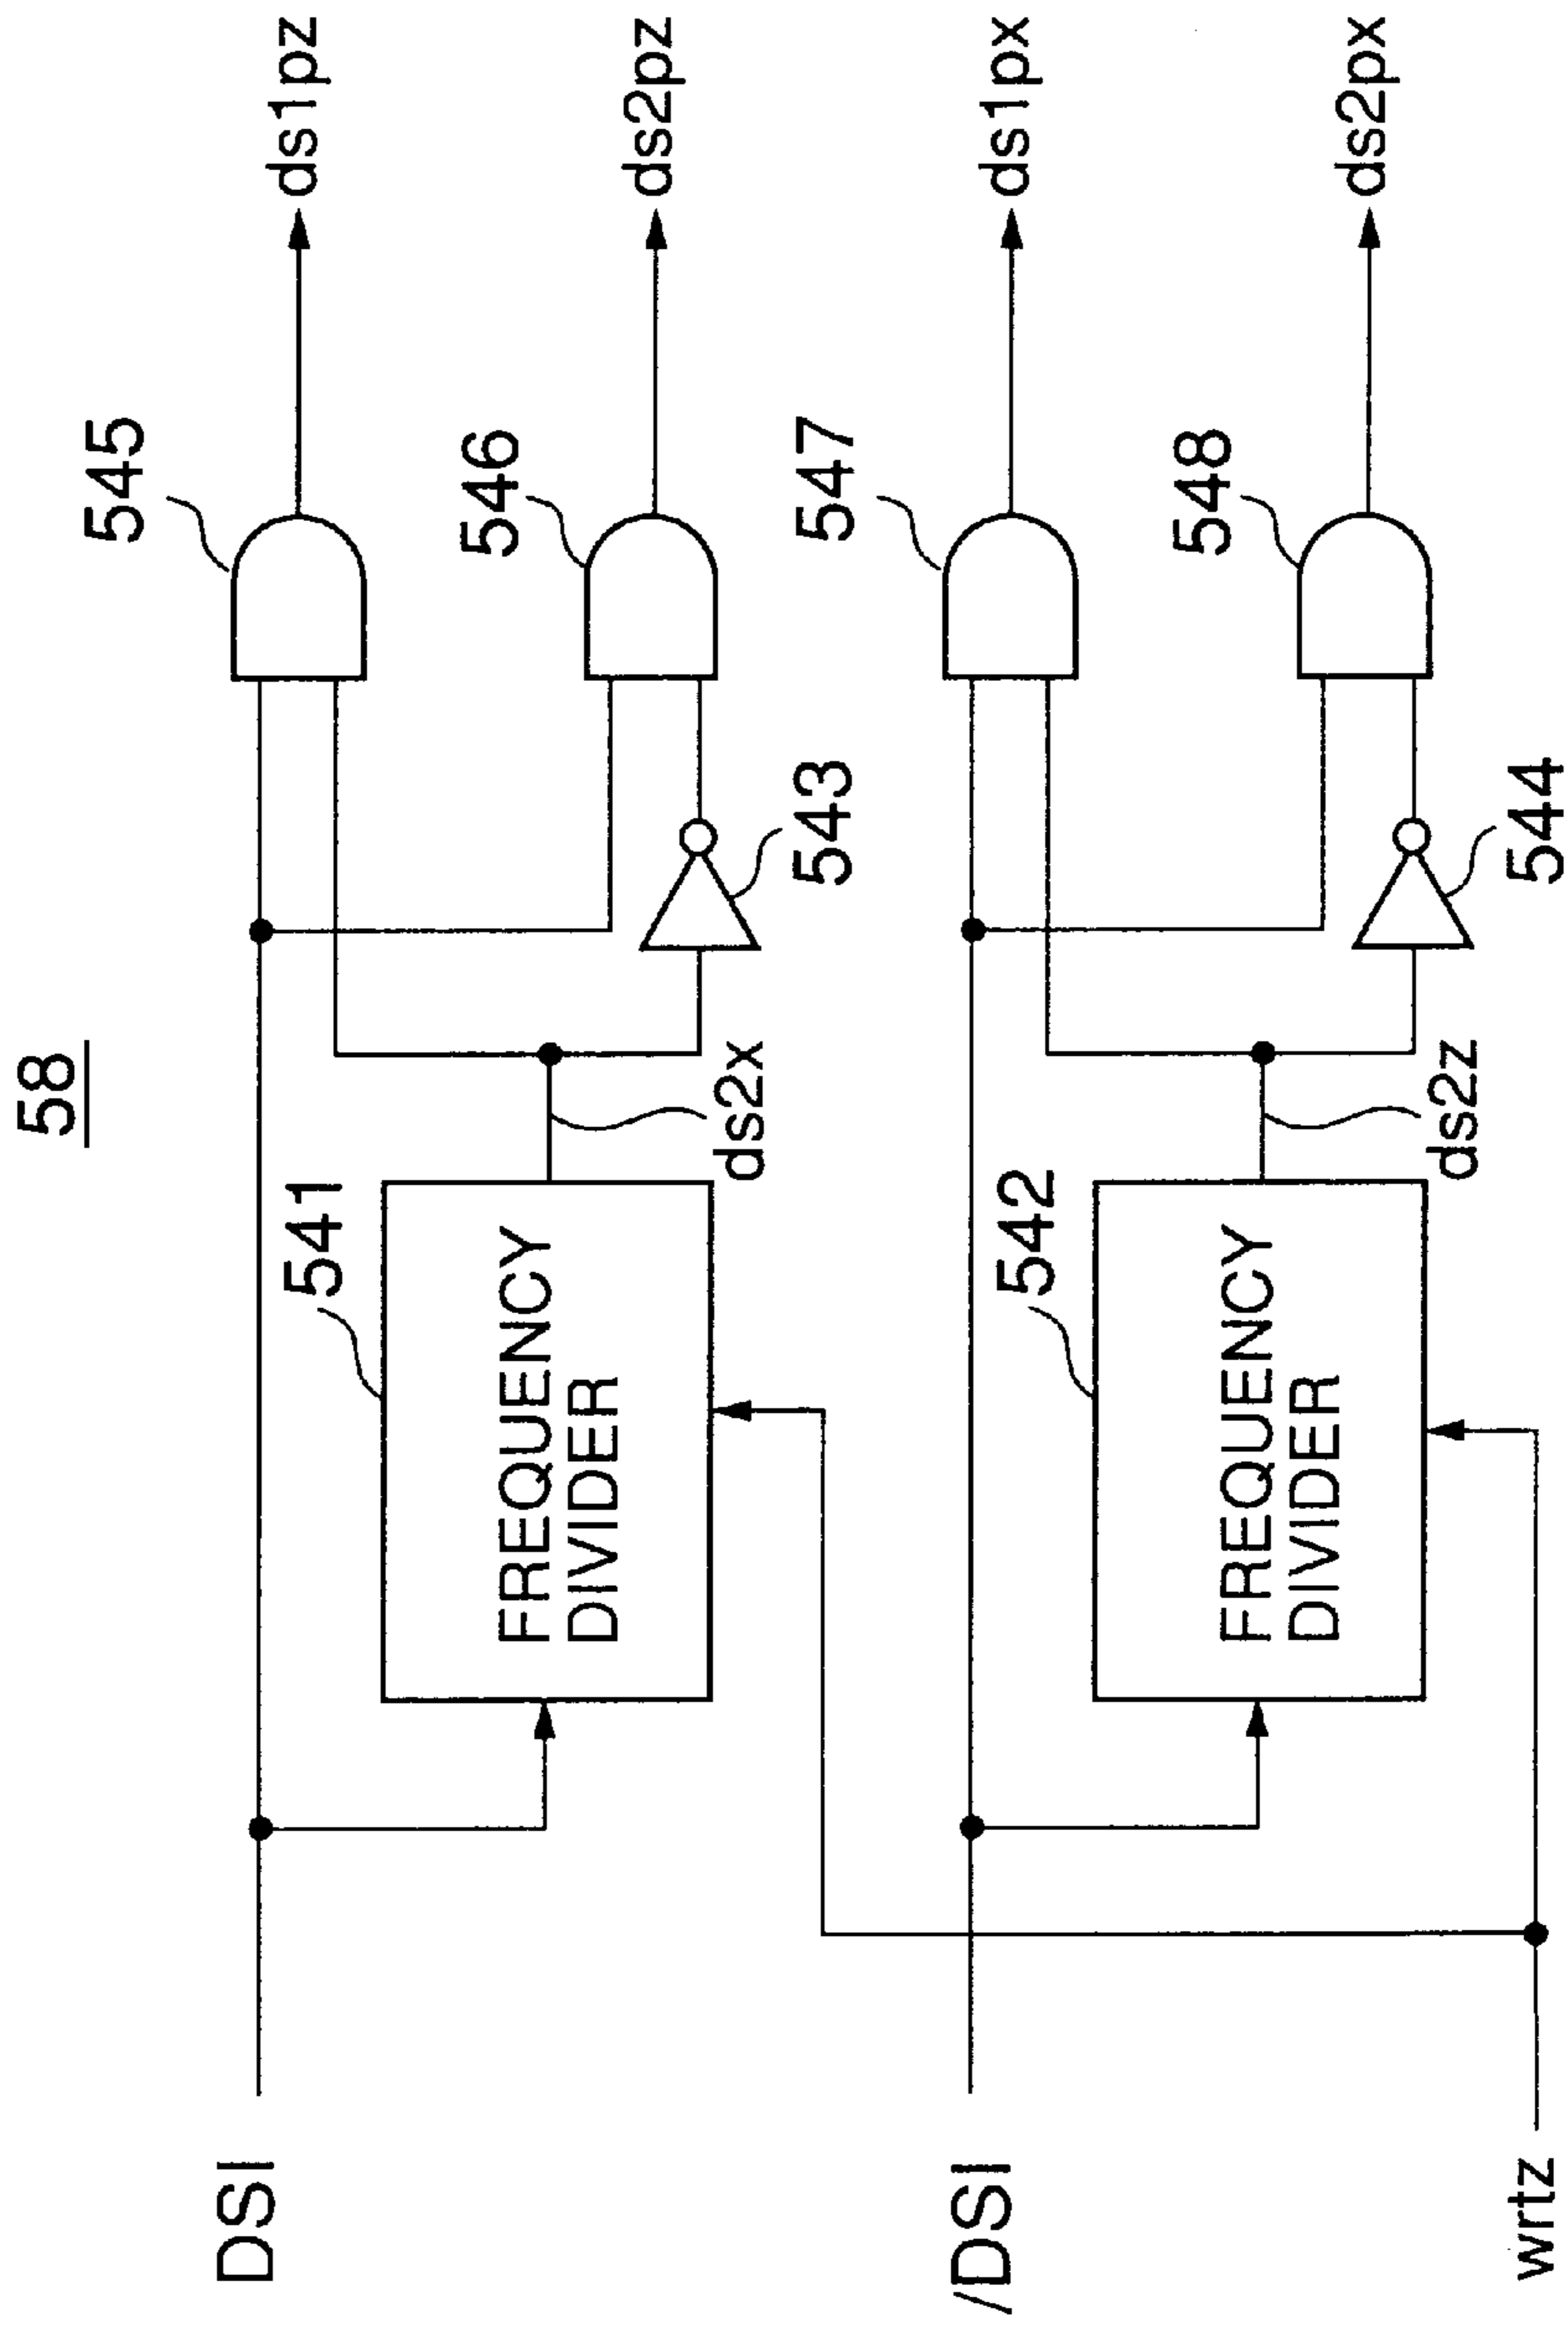 58
545
ds1pz
541
546
ds2pz
DSI
FREQUENCY
DIVIDER
ds2x
543
547
ds1px
542
548
ds2px
/DSI
FREQUENCY
DIVIDER
ds2z
544
wrtz